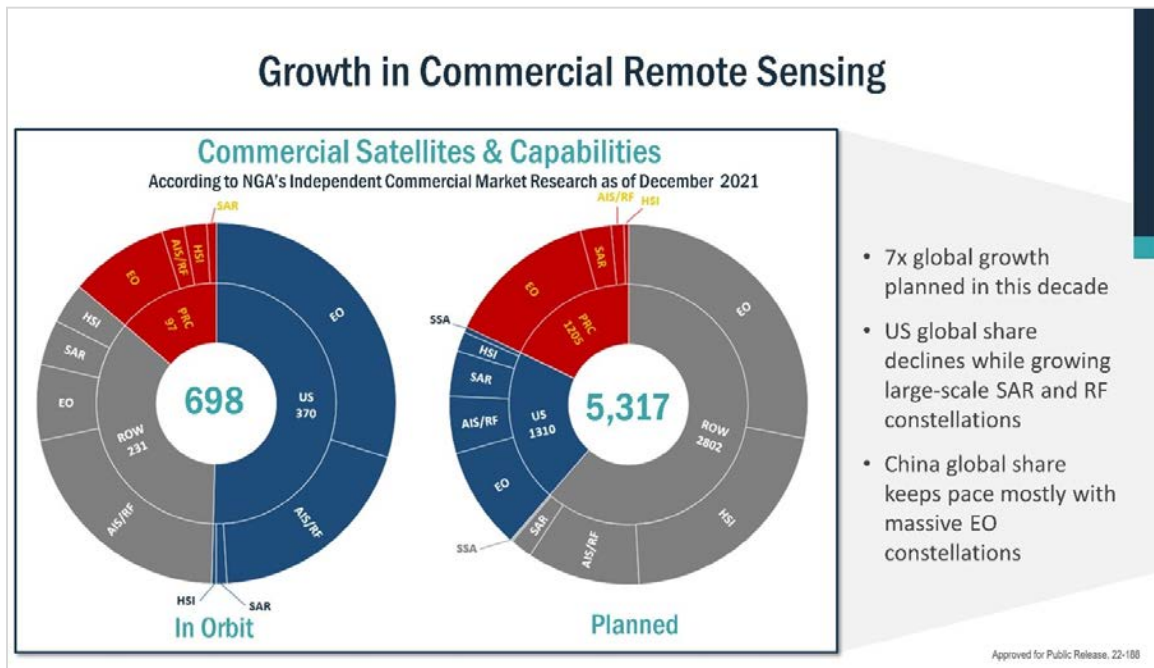 Growth in Commercial Remote Sensing
Commercial Satellites & Capabilities
According to NGA's Independent Commercial Market Research as of December 2021
SAR
EO
AIS/RF
HSI
PRC
97
HSI
SAR
EO
AIS/RF
ROW
231
698
US
370
EO
AIS/RF
HSI
SAR
In Orbit
AIS/RF
HSI
EO
SAR
PRC
1205
SSA
HSI
SAR
AIS/RF
EO
US
1310
5,317
ROW
2802
EO
HSI
AIS/RF
SAR
SSA
Planned
• 7x global growth
planned in this decade
• US global share
declines while growing
large-scale SAR and RF
constellations
• China global share
keeps pace mostly with
massive EO
constellations
Approved for Public Release, 22-188